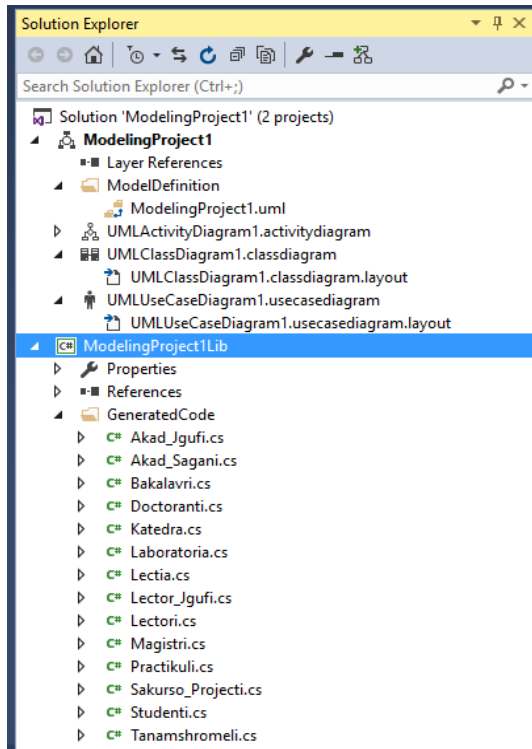 Solution Explorer
Search Solution Explorer (Ctrl+;)
Solution 'ModelingProject1' (2 projects)
ModelingProject1
Layer References
ModelDefinition
ModelingProject1.uml
UMLActivityDiagram1.activitydiagram
UMLClassDiagram1.classdiagram
UMLClassDiagram1.classdiagram.layout
UMLUseCaseDiagram1.usecasediagram
UMLUseCaseDiagram1.usecasediagram.layout
C# ModelingProject1Lib
Properties
References
GeneratedCode
C# Akad_Jgufi.cs
C# Akad_Sagani.cs
C# Bakalavri.cs
C# Doctoranti.cs
C# Katedra.cs
C# Laboratoria.cs
C# Lectia.cs
C# Lector_Jgufi.cs
C# Lectori.cs
C# Magistri.cs
C# Practikuli.cs
C# Sakurso_Projecti.cs
C# Studenti.cs
C# Tanamshromeli.cs